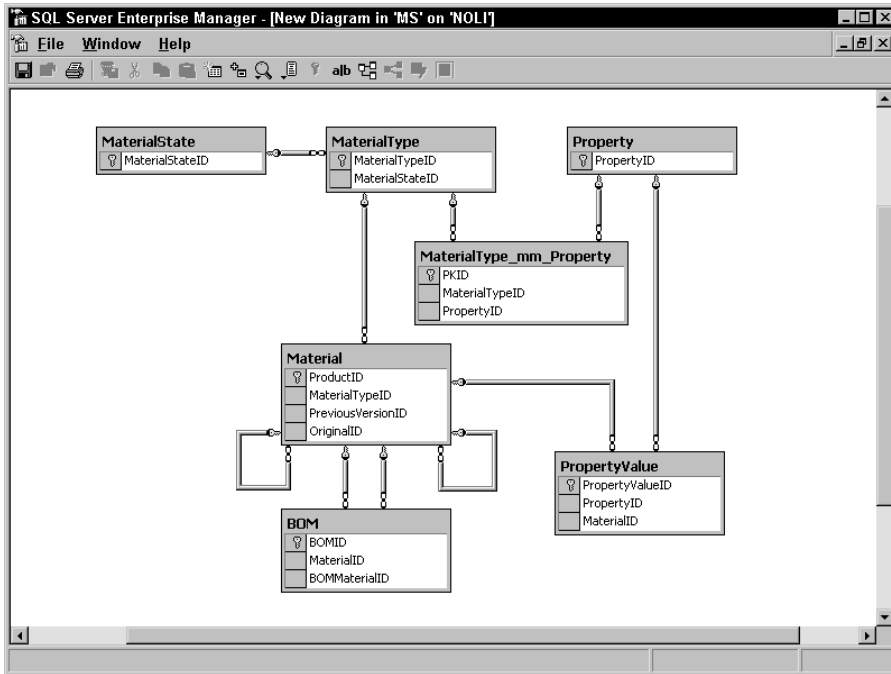 SQL Server Enterprise Manager - [New Diagram in 'MS' on 'NOLI']
File Window Help
a|b
MaterialState
MaterialStateID
MaterialType
MaterialTypeID
MaterialStateID
Property
PropertyID
MaterialType_mm_Property
PKID
MaterialTypeID
PropertyID
Material
ProductID
MaterialTypeID
PreviousVersionID
OriginalID
PropertyValue
PropertyValueID
PropertyID
MaterialID
BOM
BOMID
MaterialID
BOMMaterialID